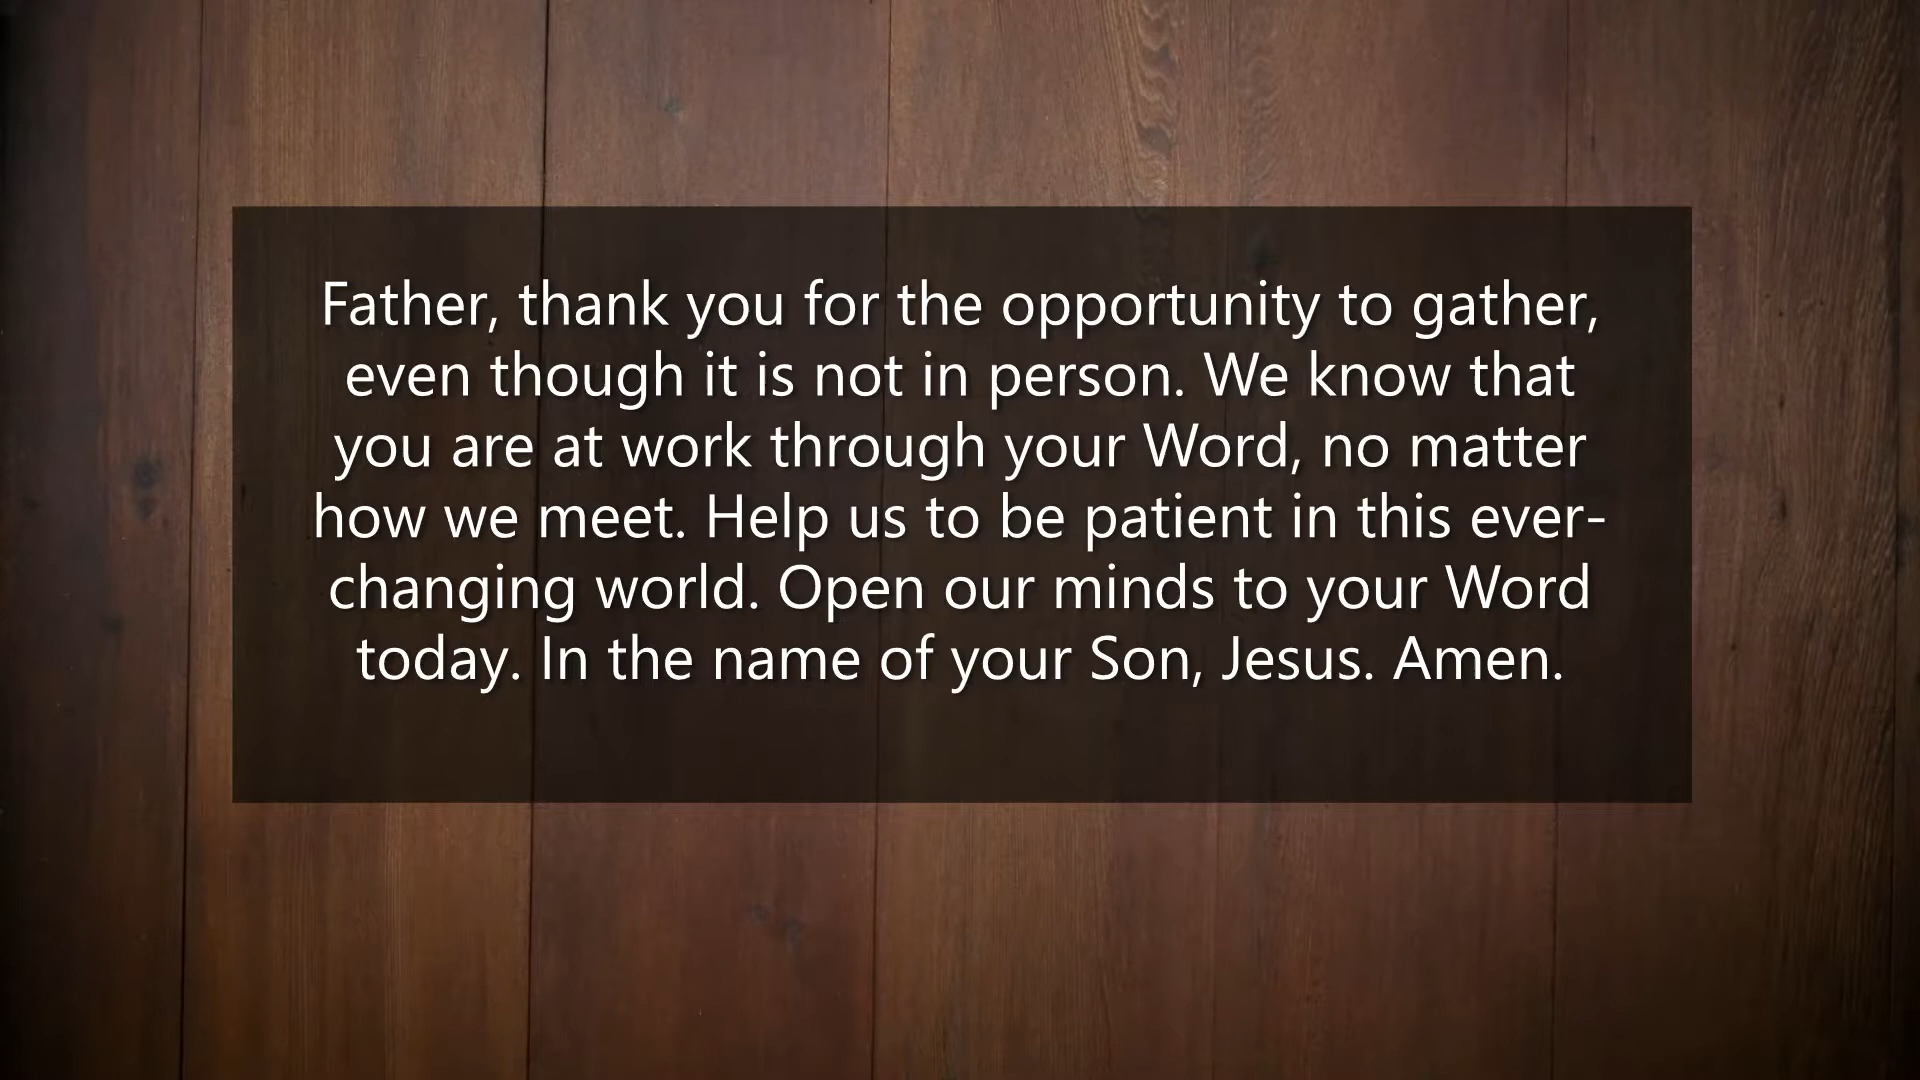 Father, thank you for the opportunity to gather,
even though it is not in person. We know that
you are at work through your Word, no matter
how we meet. Help us to be patient in this ever-
changing world. Open our minds to your Word
today. In the name of your Son, Jesus. Amen.